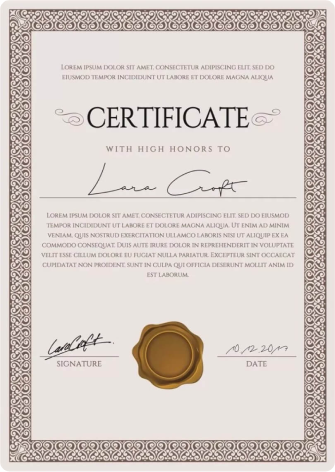 LOREM IPSUM DOLOR SIT AMET, CONSECTETUR ADIPISCING ELIT, SED DO
EIUSMOD TEMPOR INCIDIDUNT UT LABORE ET DOLORE MAGNA ALIQUA
CERTIFICATE
WITH HIGH HONORS TO
Lara Croft
LOREM IPSUM DOLOR SIT AMET, CONSECTETUR ADIPISCING ELIT, SED DO EIUSMOD
TEMPOR INCIDIDUNT UT LABORE ET DOLORE MAGNA ALIQUA. UT ENIM AD MINIM
VENIAM, QUIS NOSTRUD EXERCITATION ULLAMCO LABORIS NISI UT ALIQUIP EX EA
COMMODO CONSEQUAT. DUIS AUTE IRURE DOLOR IN REPREHENDERIT IN VOLUPTATE
VELIT ESSE CILLUM DOLORE EU FUGIAT NULLA PARIATUR. EXCEPTEUR SINT OCCAECAT
CUPIDATAT NON PROIDENT, SUNT IN CULPA QUI OFFICIA DESERUNT MOLLIT ANIM ID
EST LABORUM.
LaraCroft
SIGNATURE
DATE